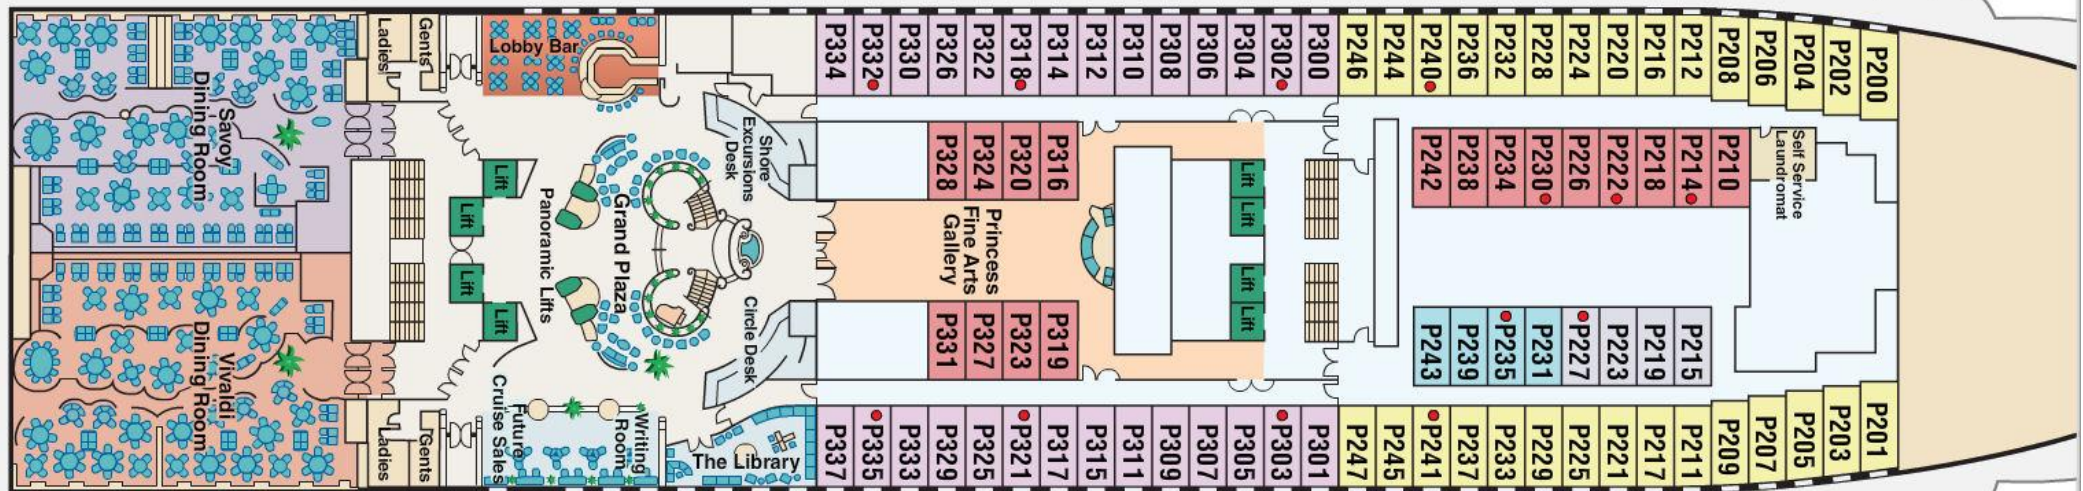 Savoy
Dining Room
Vivaldi
Dining Room
Ladies
Gents
Ladies
Gents
Lobby Bar
Lift
Lift
Lift
Lift
Panoramic Lifts
Grand Plaza
Shore
Excursions
Desk
Circle Desk
Future
Cruise Sales
Writing
Room
The Library
Princess
Fine Arts
Gallery
Lift
Lift
Lift
Lift
Self Service
Laundromat
P334
P332
P330
P326
P322
P318
P314
P312
P310
P308
P306
P304
P302
P300
P246
P244
P240
P236
P232
P228
P224
P220
P216
P212
P208
P206
P204
P202
P200
P328
P324
P320
P316
P242
P238
P234
P230
P226
P222
P218
P214
P210
P331
P327
P323
P319
P243
P239
P235
P231
P227
P223
P219
P215
P337
P335
P333
P329
P325
P321
P317
P315
P311
P309
P307
P305
P303
P301
P247
P245
P241
P237
P233
P229
P225
P221
P217
P211
P209
P207
P205
P203
P201